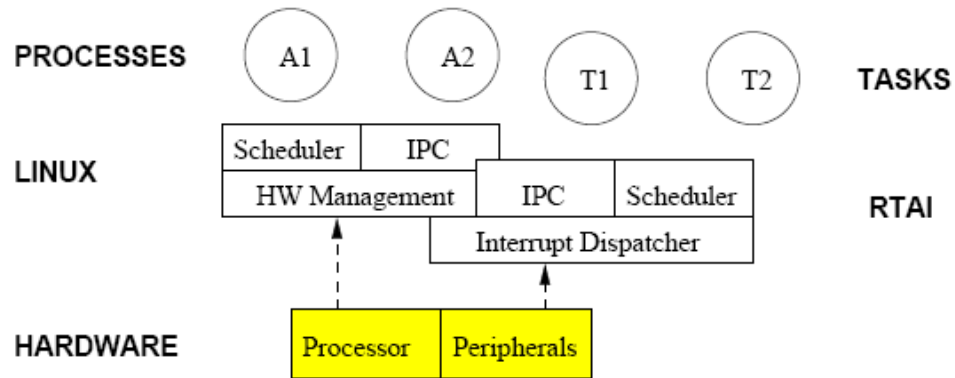 PROCESSES A1 A2 T1 T2 TASKS
LINUX Scheduler IPC
HW Management IPC Scheduler RTAI
Interrupt Dispatcher
HARDWARE Processor Peripherals